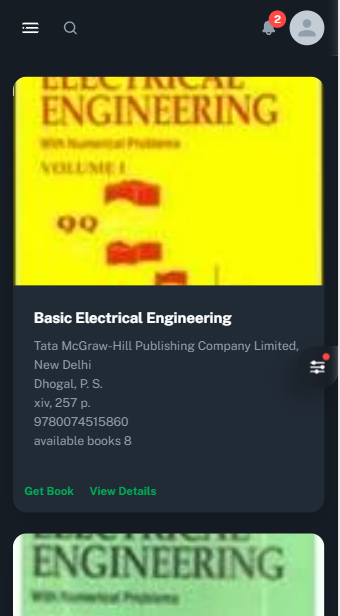 2
ELECTRICAL
ENGINEERING
With Numerical Problems
VOLUME I
Basic Electrical Engineering
Tata McGraw-Hill Publishing Company Limited,
New Delhi
Dhogal, P. S.
xiv, 257 p.
9780074515860
available books 8
Get Book View Details
ELECTRICAL
ENGINEERING
With Numerical Problems